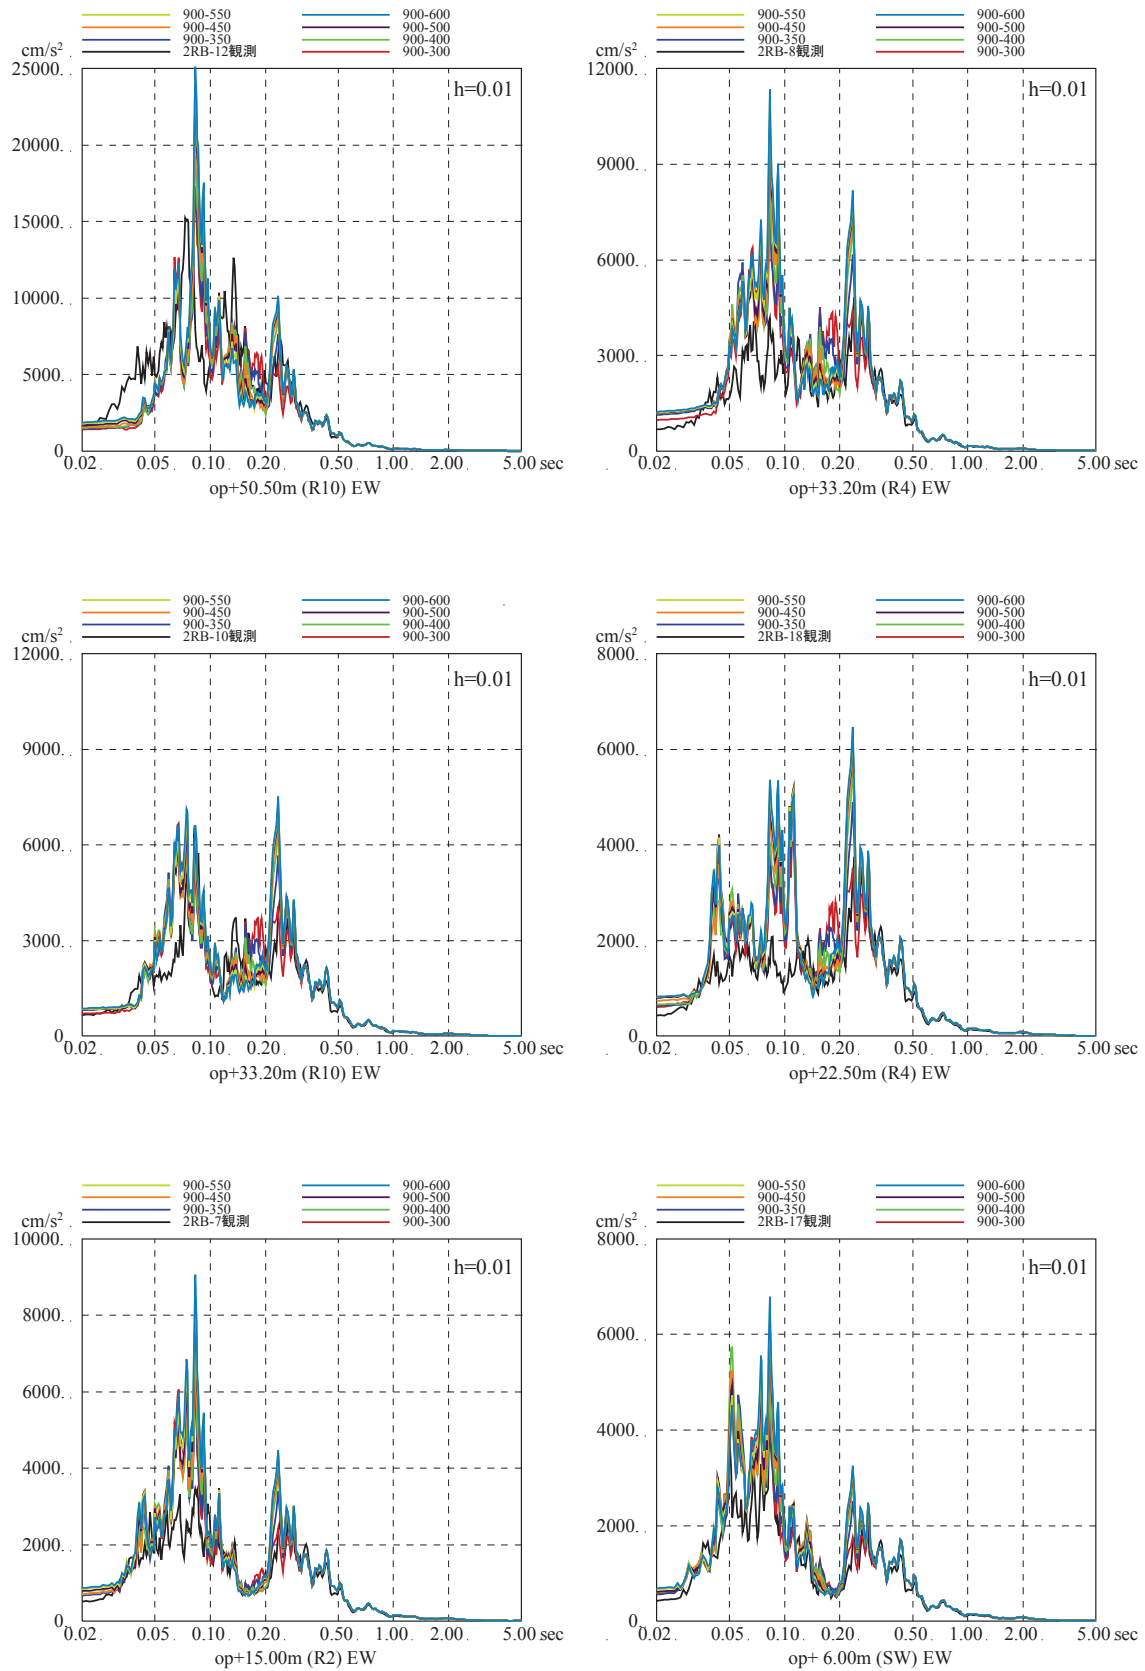 900-550 900-600
900-450 900-500
900-350 900-400
2RB-12観測 900-300
cm/s²
25000.
h=0.01
20000.
15000.
10000.
5000.
0.
0.02 0.05 0.10 0.20 0.50 1.00 2.00 5.00 sec
op+50.50m (R10) EW
900-550 900-600
900-450 900-500
900-350 900-400
2RB-8観測 900-300
cm/s²
12000.
h=0.01
9000.
6000.
3000.
0.
0.02 0.05 0.10 0.20 0.50 1.00 2.00 5.00 sec
op+33.20m (R4) EW
900-550 900-600
900-450 900-500
900-350 900-400
2RB-10観測 900-300
cm/s²
12000.
h=0.01
9000.
6000.
3000.
0.
0.02 0.05 0.10 0.20 0.50 1.00 2.00 5.00 sec
op+33.20m (R10) EW
900-550 900-600
900-450 900-500
900-350 900-400
2RB-18観測 900-300
cm/s²
8000.
h=0.01
6000.
4000.
2000.
0.
0.02 0.05 0.10 0.20 0.50 1.00 2.00 5.00 sec
op+22.50m (R4) EW
900-550 900-600
900-450 900-500
900-350 900-400
2RB-7観測 900-300
cm/s²
10000.
h=0.01
8000.
6000.
4000.
2000.
0.
0.02 0.05 0.10 0.20 0.50 1.00 2.00 5.00 sec
op+15.00m (R2) EW
900-550 900-600
900-450 900-500
900-350 900-400
2RB-17観測 900-300
cm/s²
8000.
h=0.01
6000.
4000.
2000.
0.
0.02 0.05 0.10 0.20 0.50 1.00 2.00 5.00 sec
op+ 6.00m (SW) EW